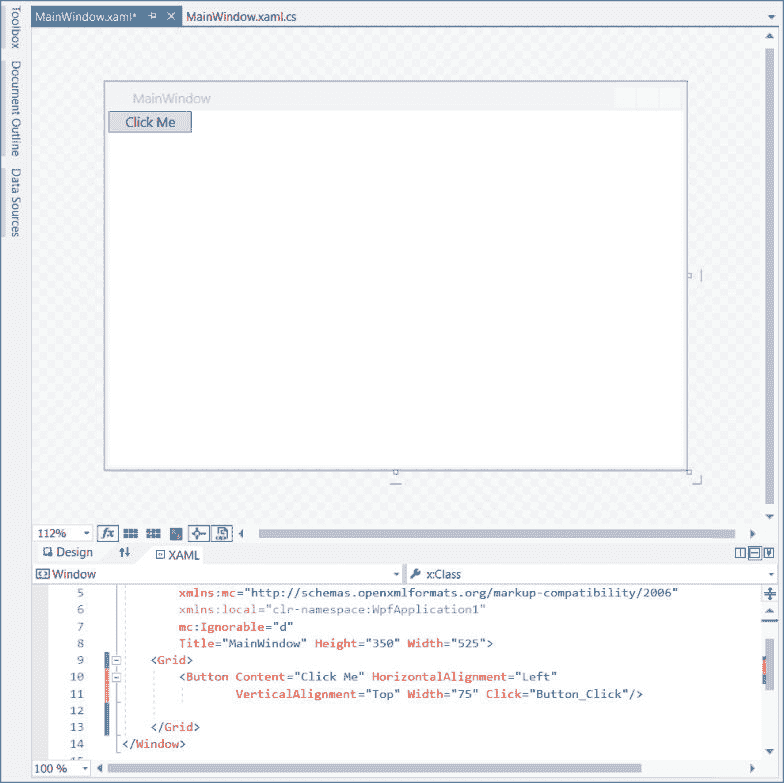 MainWindow.xaml* MainWindow.xaml.cs
Toolbox
Document Outline
Data Sources
MainWindow
Click Me
112%
Design XAML
Window x:Class
5 xmlns:mc="http://schemas.openxmlformats.org/markup-compatibility/2006"
6 xmlns:local="clr-namespace:WpfApplication1"
7 mc:Ignorable="d"
8 Title="MainWindow" Height="350" Width="525">
9 <Grid>
10 <Button Content="Click Me" HorizontalAlignment="Left"
11 VerticalAlignment="Top" Width="75" Click="Button_Click"/>
12
13 </Grid>
14 </Window>
100 %